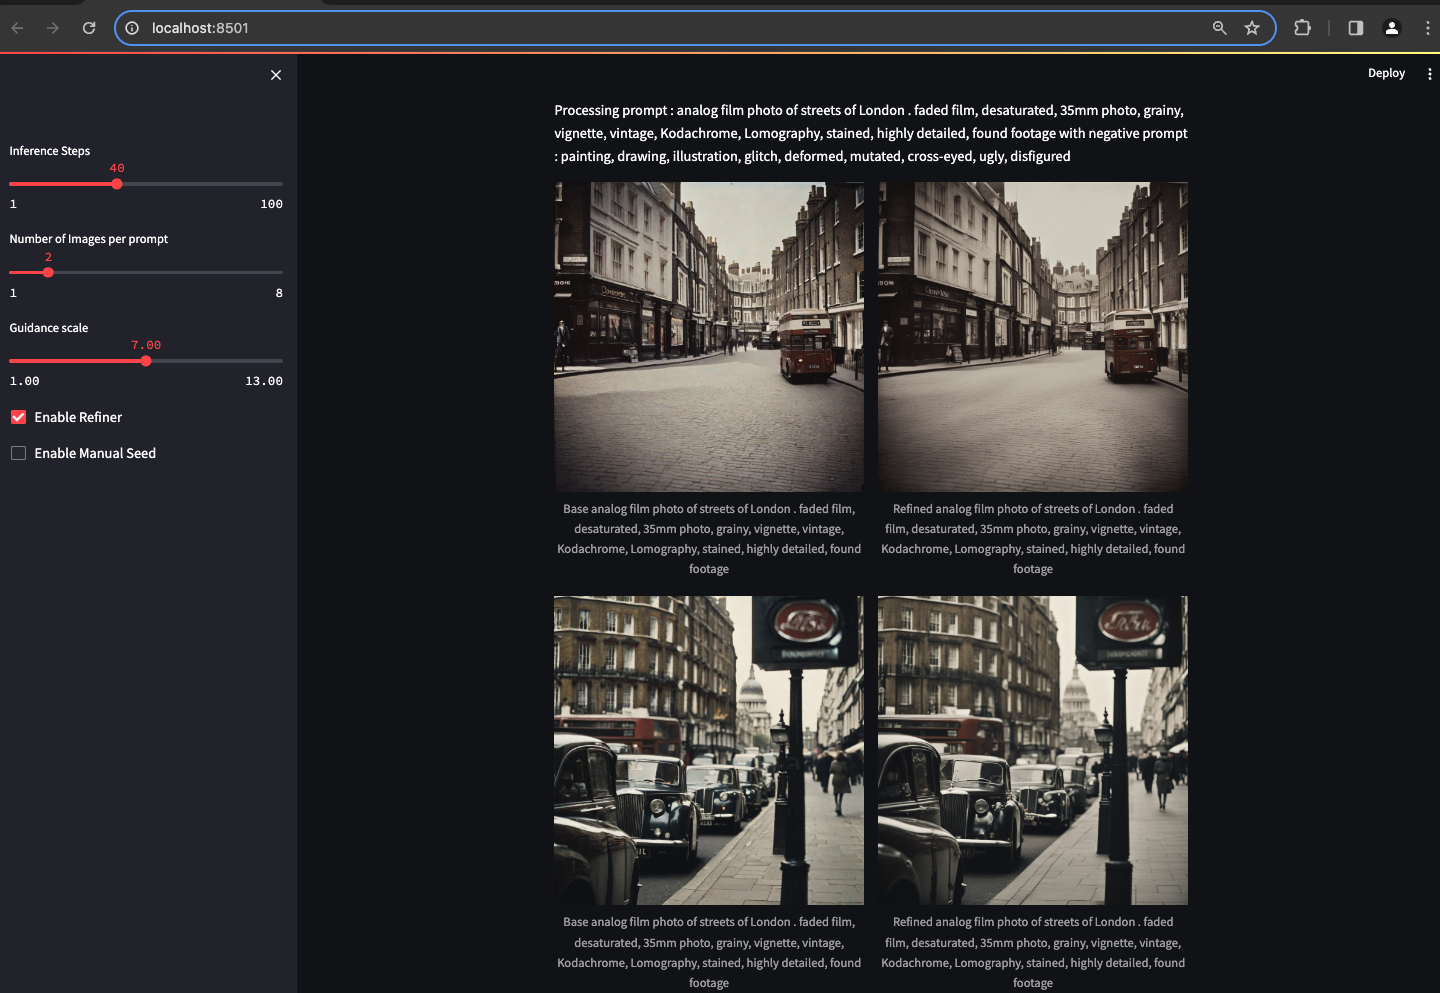 localhost:8501
Deploy
Inference Steps
40
1 100
Number of Images per prompt
2
1 8
Guidance scale
7.00
1.00 13.00
Enable Refiner
Enable Manual Seed
Processing prompt : analog film photo of streets of London . faded film, desaturated, 35mm photo, grainy,
vignette, vintage, Kodachrome, Lomography, stained, highly detailed, found footage with negative prompt
: painting, drawing, illustration, glitch, deformed, mutated, cross-eyed, ugly, disfigured
Base analog film photo of streets of London . faded film,
desaturated, 35mm photo, grainy, vignette, vintage,
Kodachrome, Lomography, stained, highly detailed, found
footage
Refined analog film photo of streets of London . faded
film, desaturated, 35mm photo, grainy, vignette, vintage,
Kodachrome, Lomography, stained, highly detailed, found
footage
Base analog film photo of streets of London . faded film,
desaturated, 35mm photo, grainy, vignette, vintage,
Kodachrome, Lomography, stained, highly detailed, found
footage
Refined analog film photo of streets of London . faded
film, desaturated, 35mm photo, grainy, vignette, vintage,
Kodachrome, Lomography, stained, highly detailed, found
footage